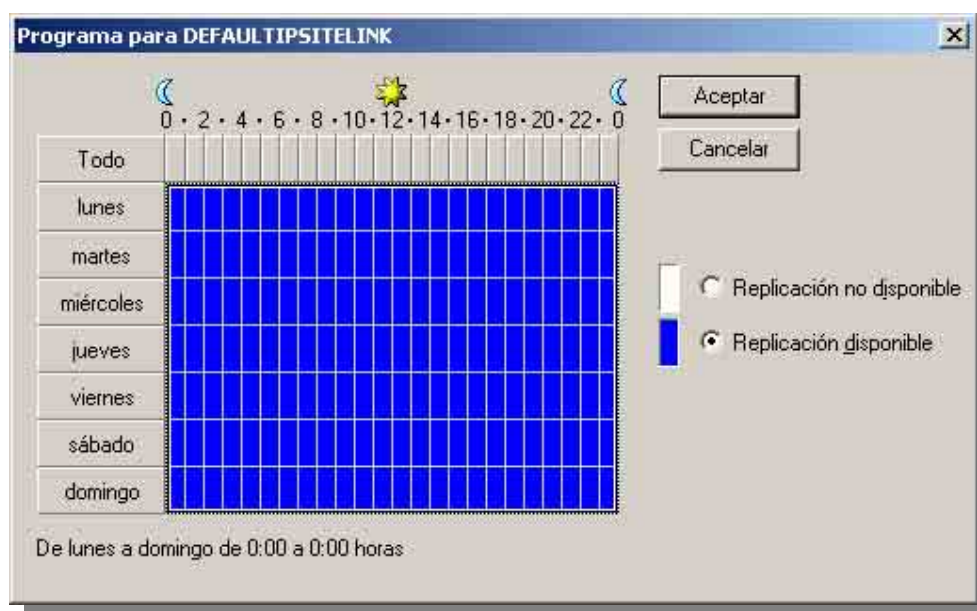 Programa para DEFAULTIPSITELINK
0 · 2 · 4 · 6 · 8 · 10 · 12 · 14 · 16 · 18 · 20 · 22 · 0
Aceptar
Cancelar
Todo
lunes
martes
miércoles
jueves
viernes
sábado
domingo
Replicación no disponible
Replicación disponible
De lunes a domingo de 0:00 a 0:00 horas